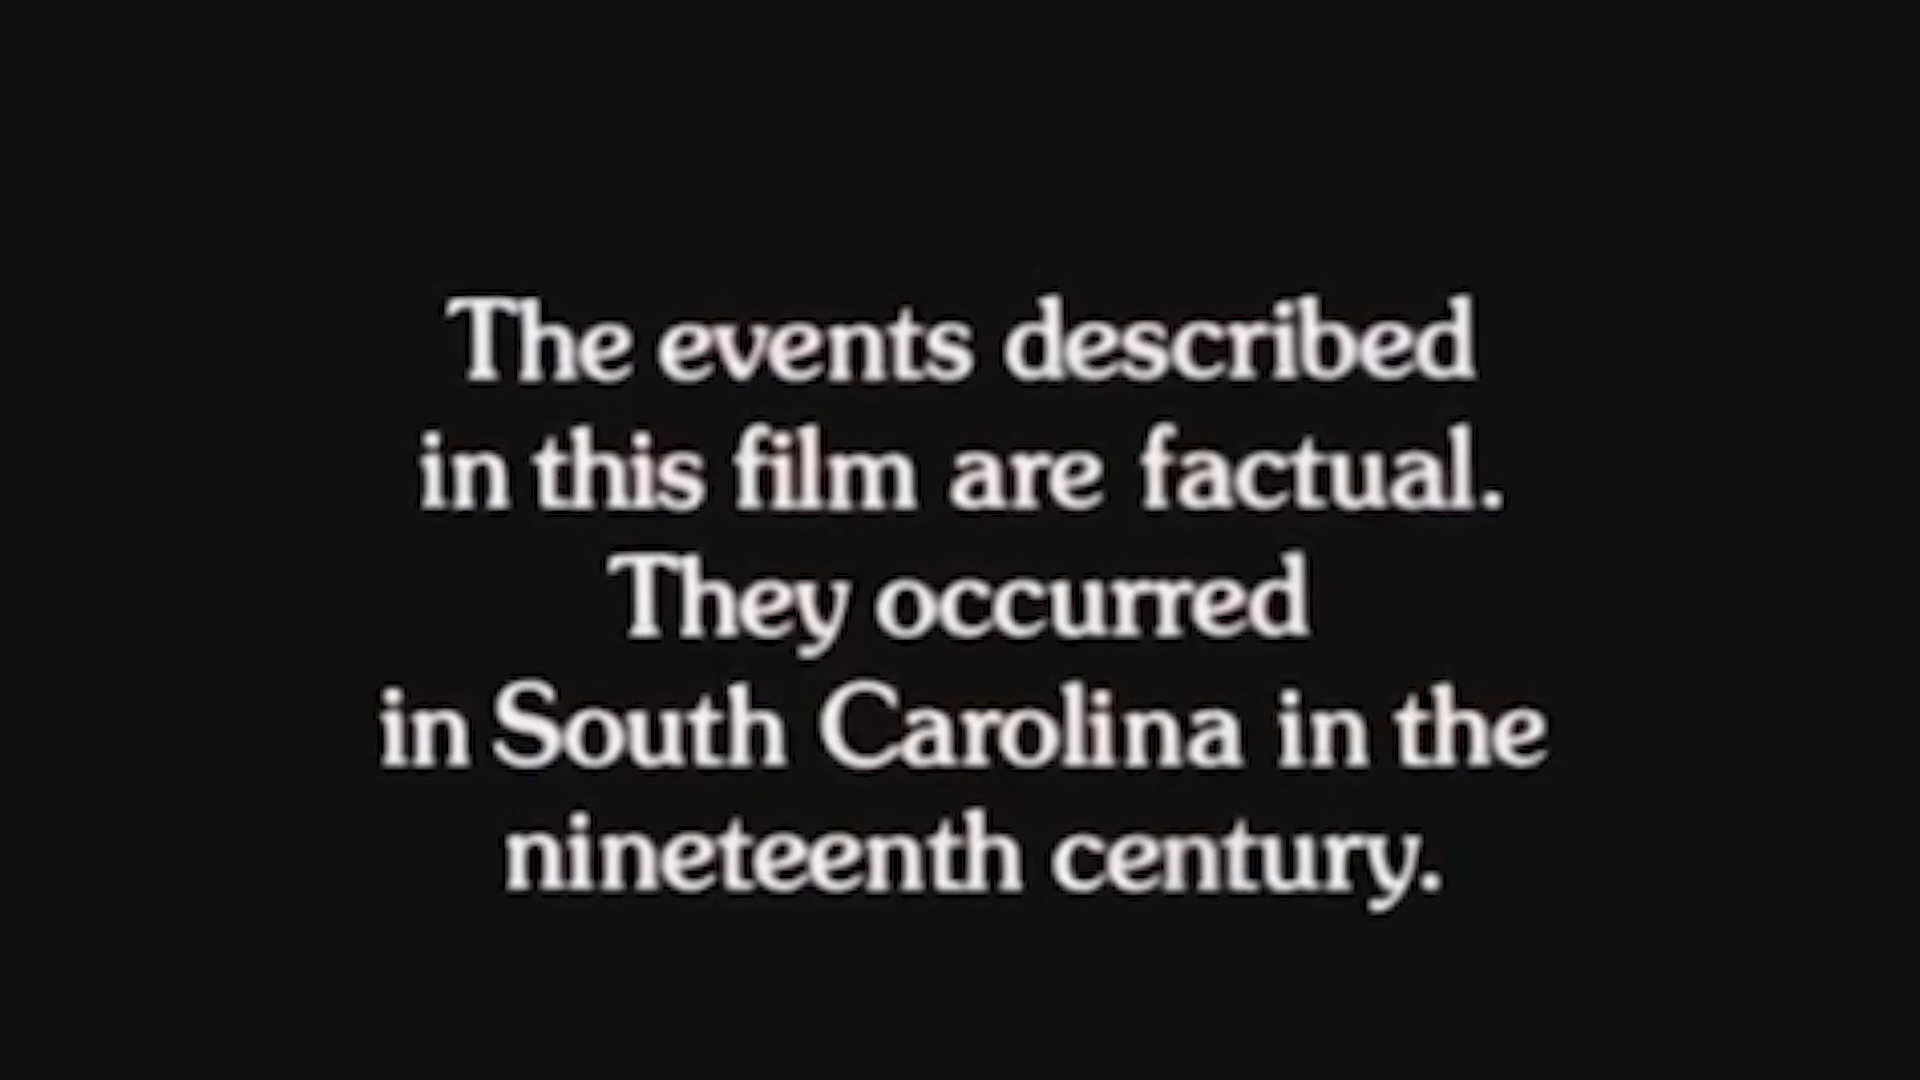 The events described
in this film are factual.
They occurred
in South Carolina in the
nineteenth century.